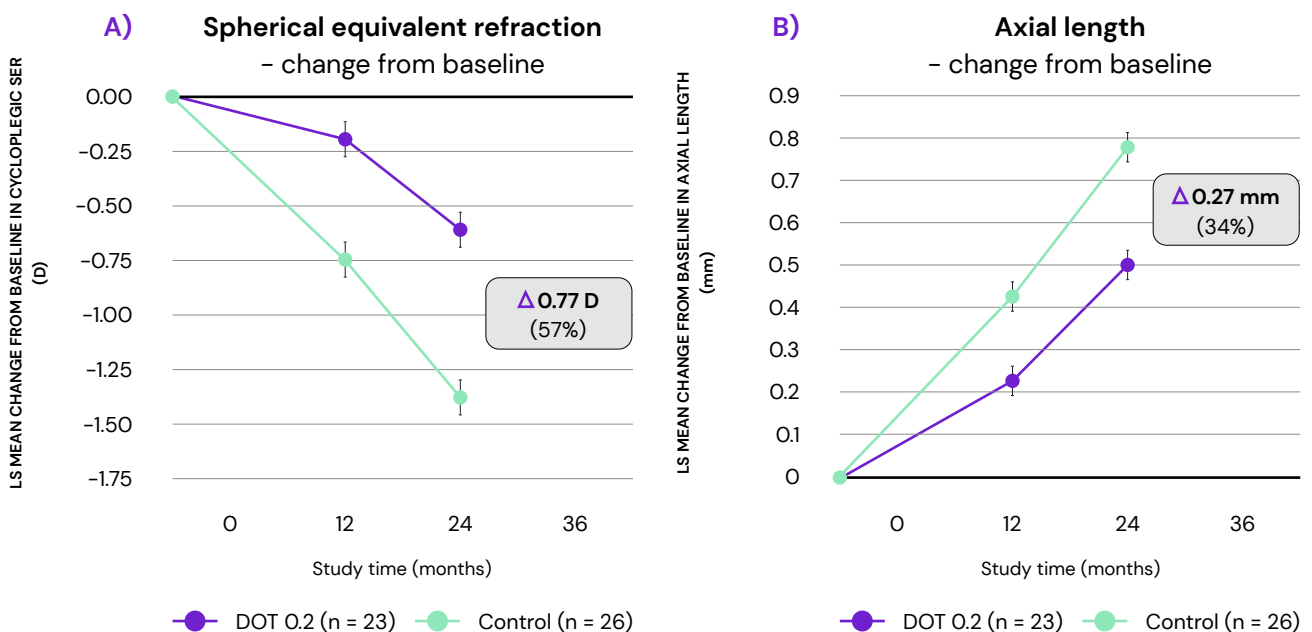 A)
Spherical equivalent refraction
– change from baseline
LS MEAN CHANGE FROM BASELINE IN CYCLOPLEGIC SER
(D)
0.00
−0.25
−0.50
−0.75
−1.00
−1.25
−1.50
−1.75
Δ 0.77 D
(57%)
0 12 24 36
Study time (months)
DOT 0.2 (n = 23) Control (n = 26)
B)
Axial length
– change from baseline
LS MEAN CHANGE FROM BASELINE IN AXIAL LENGTH
(mm)
0.9
0.8
0.7
0.6
0.5
0.4
0.3
0.2
0.1
0
Δ 0.27 mm
(34%)
0 12 24 36
Study time (months)
DOT 0.2 (n = 23) Control (n = 26)